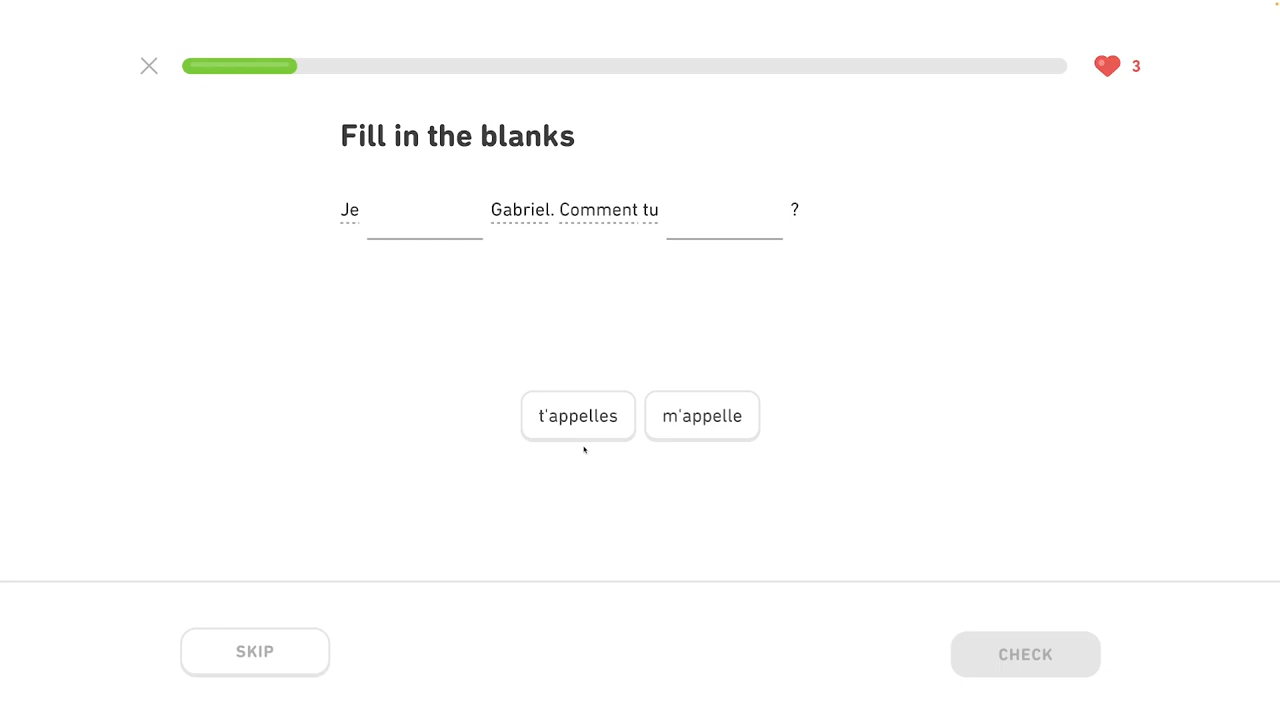 3
Fill in the blanks
Je Gabriel. Comment tu ?
t'appelles m'appelle
SKIP CHECK